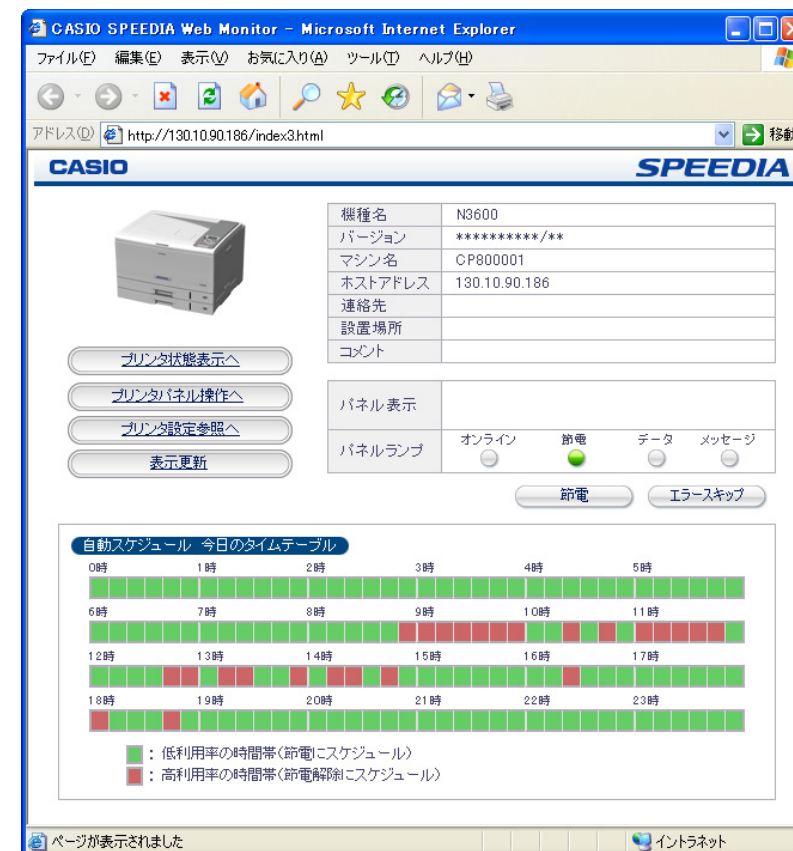 CASIO SPEEDIA Web Monitor - Microsoft Internet Explorer
ファイル(F) 編集(E) 表示(V) お気に入り(A) ツール(T) ヘルプ(H)
アドレス(D) http://130.10.90.186/index3.html 移動
CASIO SPEEDIA
機種名 N3600
バージョン **********/**
マシン名 CP800001
ホストアドレス 130.10.90.186
連絡先
設置場所
コメント
プリンタ状態表示へ
プリンタパネル操作へ
プリンタ設定参照へ
表示更新
パネル表示
パネルランプ オンライン 節電 データ メッセージ
節電 エラースキップ
自動スケジュール 今日のタイムテーブル
0時 1時 2時 3時 4時 5時
6時 7時 8時 9時 10時 11時
12時 13時 14時 15時 16時 17時
18時 19時 20時 21時 22時 23時
：低利用率の時間帯(節電にスケジュール)
：高利用率の時間帯(節電解除にスケジュール)
ページが表示されました イントラネット